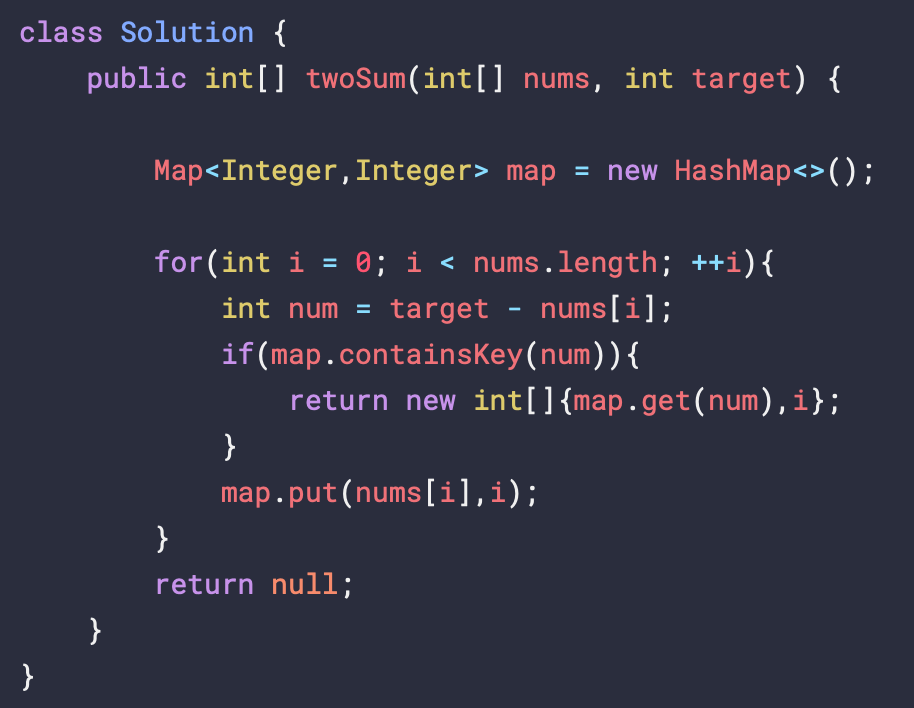 class Solution {
    public int[] twoSum(int[] nums, int target) {

        Map<Integer,Integer> map = new HashMap<>();

        for(int i = 0; i < nums.length; ++i){
            int num = target - nums[i];
            if(map.containsKey(num)){
                return new int[]{map.get(num),i};
            }
            map.put(nums[i],i);
        }
        return null;
    }
}